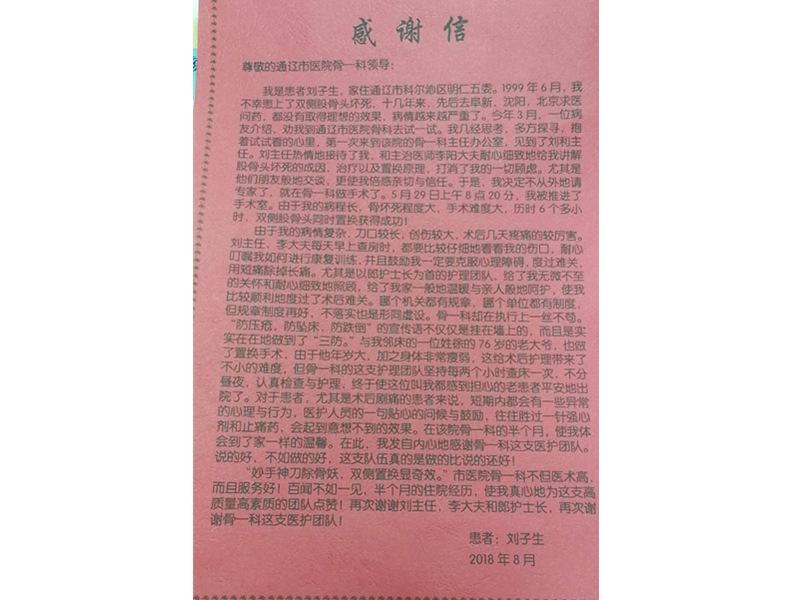 感谢信
尊敬的通辽市医院骨一科领导：
我是患者刘子生，家住通辽市科尔沁区明仁五委。1999年6月，我
不幸患上了双侧股骨头坏死，十几年来，先后去阜新，沈阳，北京求医
问药，都没有取得理想的效果，病情越来越严重了。今年3月，一位病
友介绍，劝我到通辽市医院骨科去试一试。我几经思考，多方探寻，抱
着试试看的心里，第一次来到该院的骨一科主任办公室，见到了刘利主
任。刘主任热情地接待了我，和主治医师李阳大夫耐心细致地给我讲解
股骨头坏死的成因，治疗以及置换原理，打消了我的一切顾虑。尤其是
他们朋友般地交谈，更使我倍感亲切与信任。于是，我决定不从外地请
专家了，就在骨一科做手术了。5月29日上午8点20分，我被推进了
手术室。由于我的病程长，骨坏死程度大，手术难度大，历时6个多小
时，双侧股骨头同时置换获得成功！
由于我的病情复杂，刀口较长，创伤较大，术后几天疼痛的较厉害。
刘主任、李大夫每天早上查房时，都要比较仔细地看看我的伤口，耐心
叮嘱我如何进行康复训练，并且鼓励我一定要克服心理障碍，度过难关，
用短痛除掉长痛。尤其是以郎护士长为首的护理团队、给了我无微不至
的关怀和耐心细致地照顾，给了我家一般地温暖与亲人般地呵护，使我
比较顺利地度过了术后难关。哪个机关都有规章，哪个单位都有制度，
但规章制度再好，不落实也是形同虚设。骨一科却在执行上一丝不苟。
“防压疮，防坠床，防跌倒”的宣传语不仅仅是挂在墙上的，而且是实
实在在地做到了“三防。”与我邻床的一位姓徐的76岁的老大爷，也做
了置换手术，由于他年岁大，加之身体非常瘦弱，这给术后护理带来了
不小的难度，但骨一科的这支护理团队坚持每两个小时查床一次，不分
昼夜，认真检查与护理，终于使这位叫我都感到担心的老患者平安地出
院了。对于患者，尤其是术后剧痛的患者来说，短期内都会有一些异常
的心理与行为，医护人员的一句贴心的问候与鼓励，往往胜过一针强心
剂和止痛药，会起到意想不到的效果。在该院骨一科的半个月，使我体
会到了家一样的温馨。在此，我发自内心地感谢骨一科这支医护团队。
说的好，不如做的好，这支队伍真的是做的比说的还好！
“妙手神刀除骨妖，双侧置换显奇效。”市医院骨一科不但医术高，
而且服务好！百闻不如一见，半个月的住院经历，使我真心地为这支高
质量高素质的团队点赞！再次谢谢刘主任，李大夫和郎护士长，再次谢
谢骨一科这支医护团队！
患者：刘子生
2018年8月